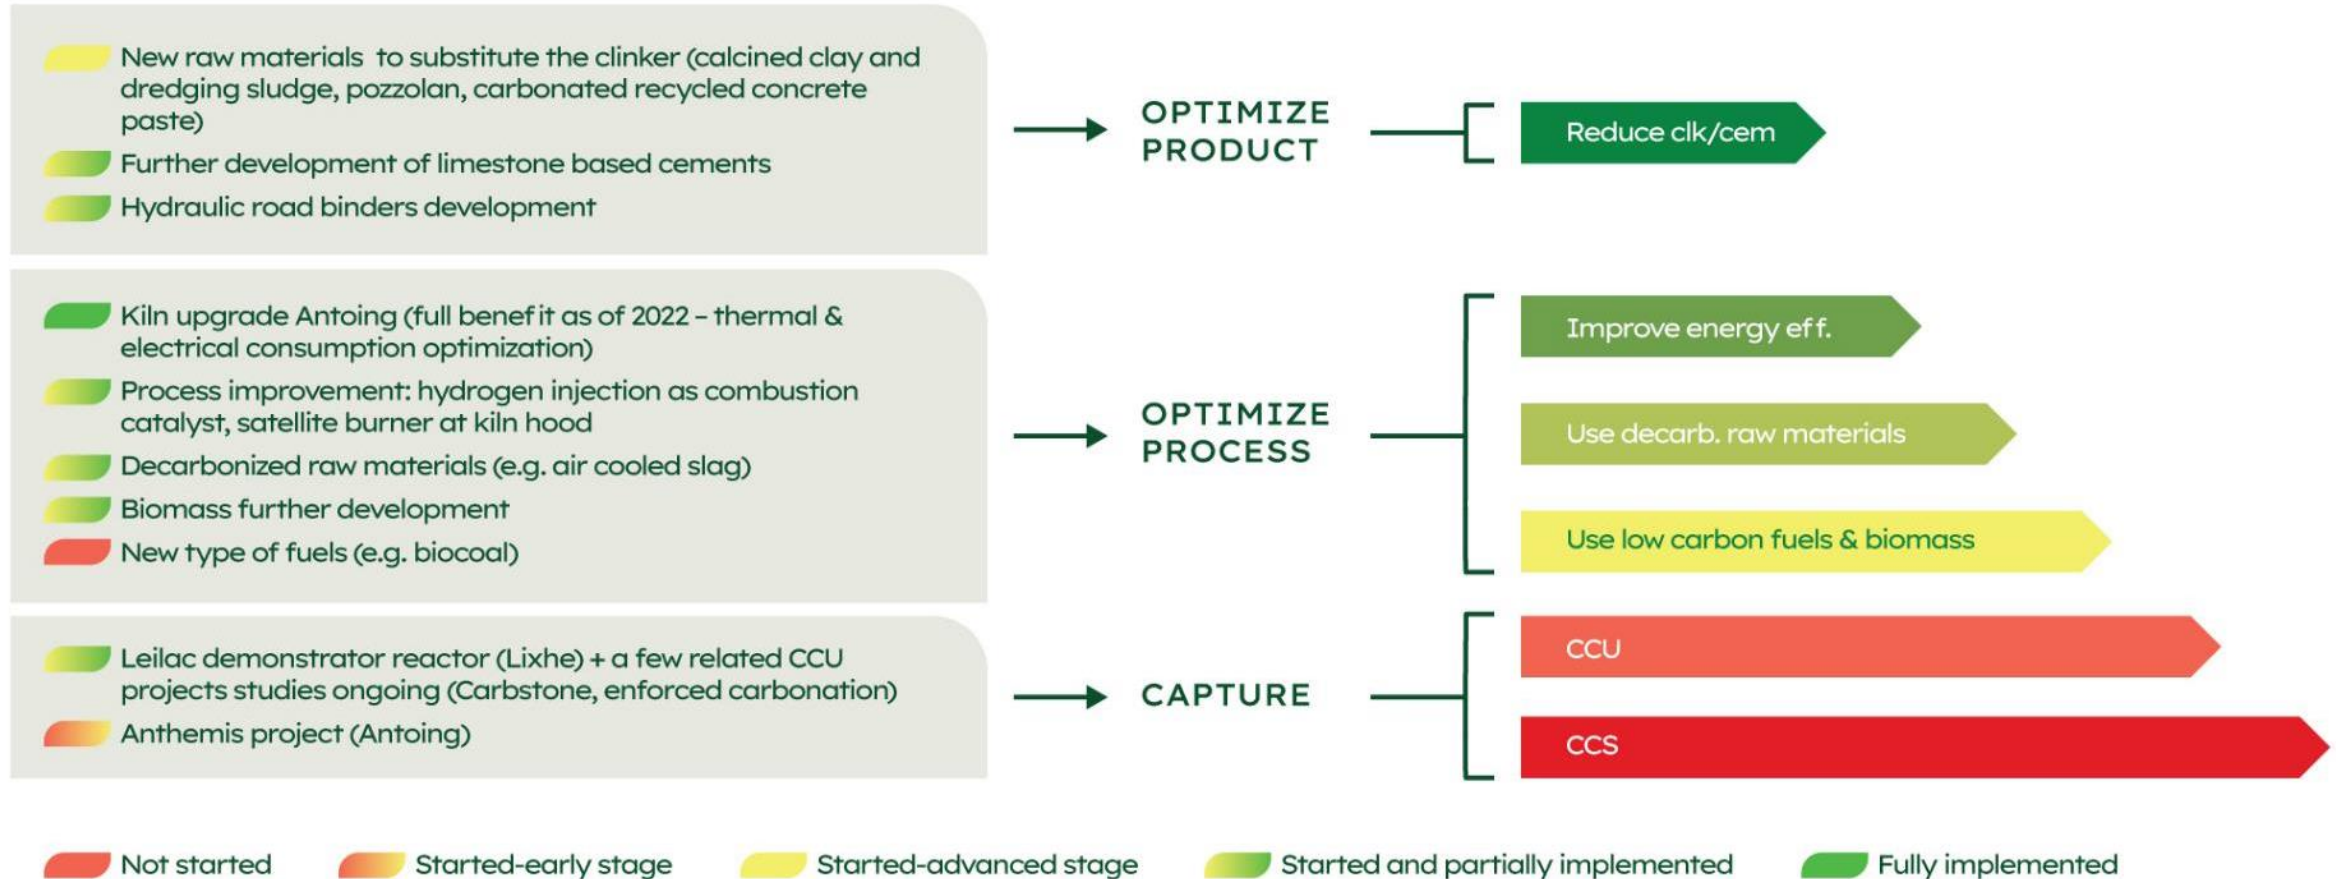 New raw materials to substitute the clinker (calcined clay and
dredging sludge, pozzolan, carbonated recycled concrete
paste)
Further development of limestone based cements
Hydraulic road binders development
OPTIMIZE
PRODUCT
Reduce clk/cem
Kiln upgrade Antoing (full benefit as of 2022 – thermal &
electrical consumption optimization)
Process improvement: hydrogen injection as combustion
catalyst, satellite burner at kiln hood
Decarbonized raw materials (e.g. air cooled slag)
Biomass further development
New type of fuels (e.g. biocoal)
OPTIMIZE
PROCESS
Improve energy eff.
Use decarb. raw materials
Use low carbon fuels & biomass
Leilac demonstrator reactor (Lixhe) + a few related CCU
projects studies ongoing (Carbstone, enforced carbonation)
Anthemis project (Antoing)
CAPTURE
CCU
CCS
Not started
Started-early stage
Started-advanced stage
Started and partially implemented
Fully implemented